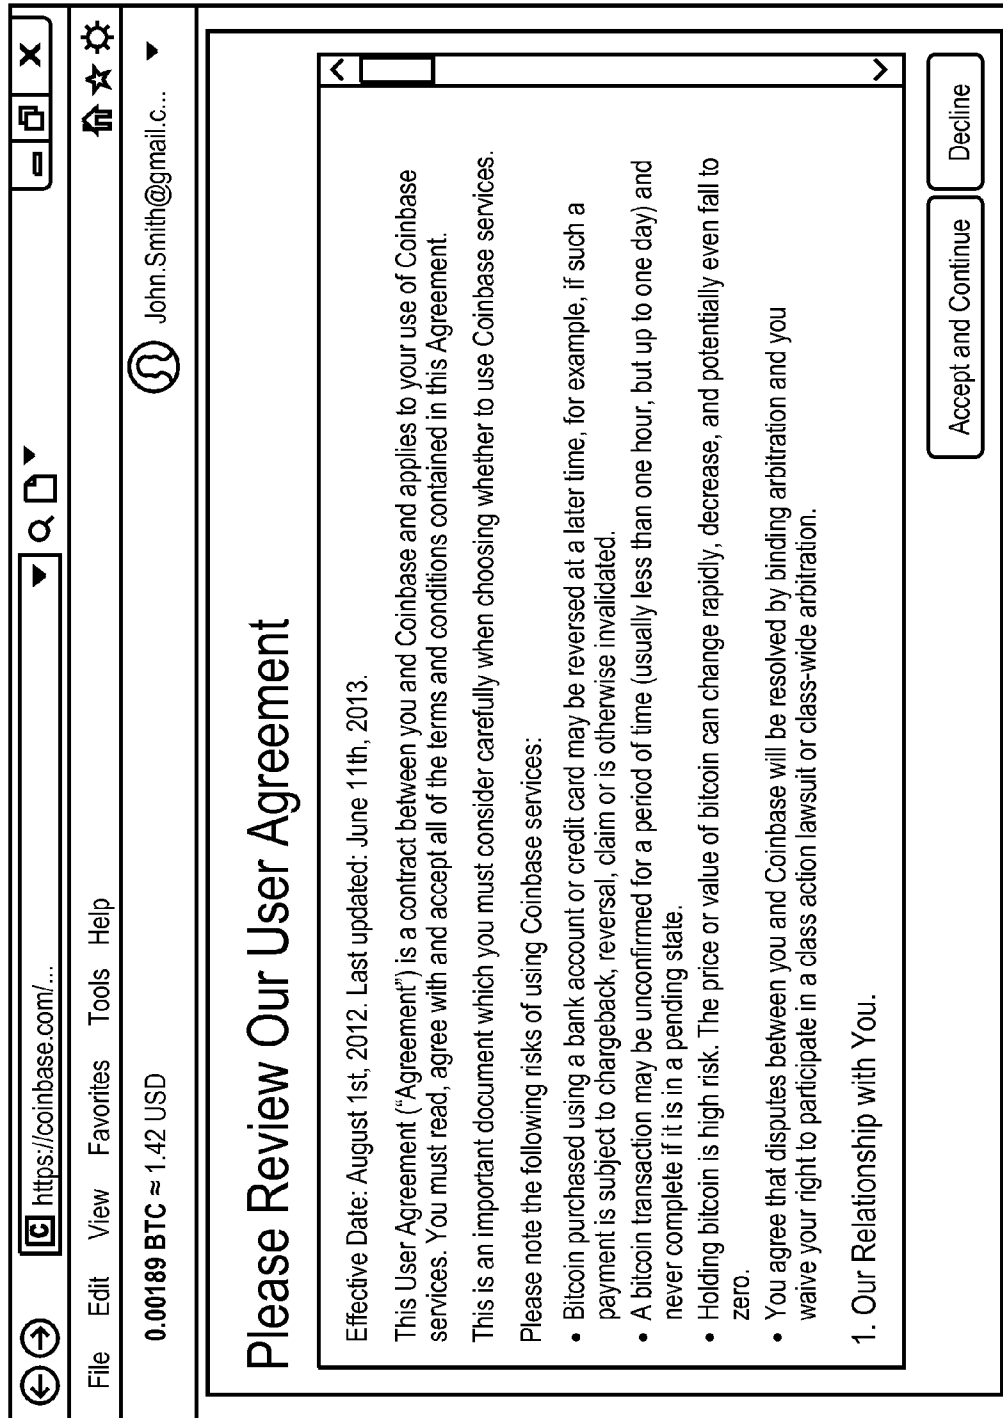 C https://coinbase.com/...
File Edit View Favorites Tools Help
0.00189 BTC ≈ 1.42 USD
John.Smith@gmail.c...
Please Review Our User Agreement
Effective Date: August 1st, 2012. Last updated: June 11th, 2013.
This User Agreement (“Agreement”) is a contract between you and Coinbase and applies to your use of Coinbase
services. You must read, agree with and accept all of the terms and conditions contained in this Agreement.
This is an important document which you must consider carefully when choosing whether to use Coinbase services.
Please note the following risks of using Coinbase services:
• Bitcoin purchased using a bank account or credit card may be reversed at a later time, for example, if such a
payment is subject to chargeback, reversal, claim or is otherwise invalidated.
• A bitcoin transaction may be unconfirmed for a period of time (usually less than one hour, but up to one day) and
never complete if it is in a pending state.
• Holding bitcoin is high risk. The price or value of bitcoin can change rapidly, decrease, and potentially even fall to
zero.
• You agree that disputes between you and Coinbase will be resolved by binding arbitration and you
waive your right to participate in a class action lawsuit or class-wide arbitration.
1. Our Relationship with You.
Accept and Continue
Decline